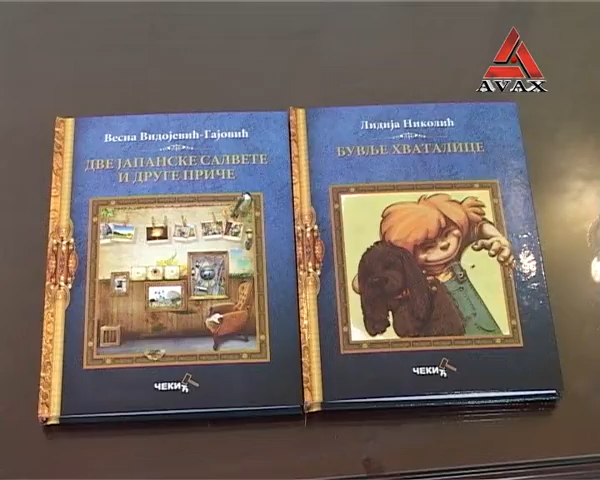 AVAX
Весна Видојевић-Гајовић
ДВЕ ЈАПАНСКЕ САЛВЕТЕ
И ДРУГЕ ПРИЧЕ
ЧЕКИЋ
Лидија Николић
БУВЉЕ ХВАТАЛИЦЕ
ЧЕКИЋ